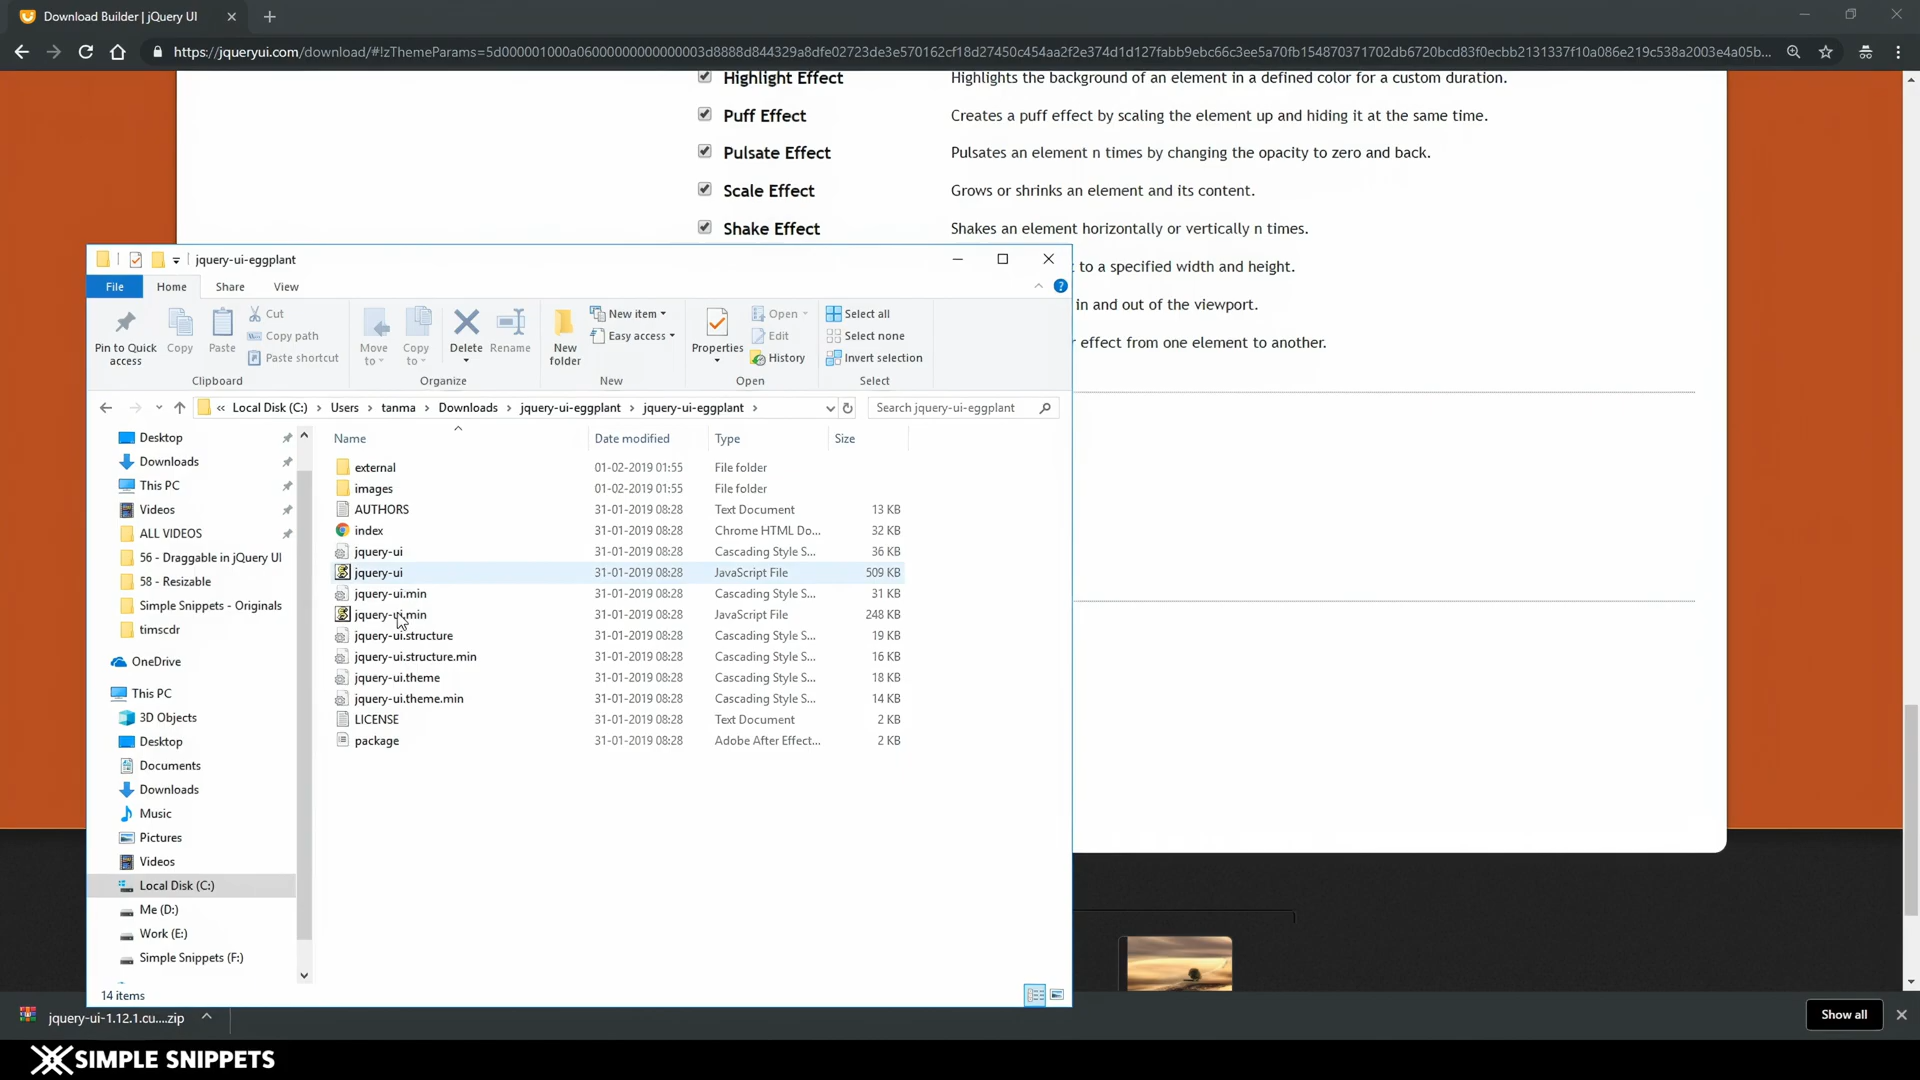 Download Builder | jQuery UI
https://jqueryui.com/download/#!zThemeParams=5d000001000a06000000000000003d8888d844329a8dfe02723de3e570162cf18d27450c454aa2f2e374d1d127fabb9ebc66c3ee5a70fb154870371702db6720bcd83f0ecbb2131337f10a086e219c538a2003e4a05b...
Highlight Effect Highlights the background of an element in a defined color for a custom duration.
Puff Effect Creates a puff effect by scaling the element up and hiding it at the same time.
Pulsate Effect Pulsates an element n times by changing the opacity to zero and back.
Scale Effect Grows or shrinks an element and its content.
Shake Effect Shakes an element horizontally or vertically n times.
to a specified width and height.
in and out of the viewport.
effect from one element to another.
jquery-ui-eggplant
File Home Share View
Pin to Quick access
Copy
Paste
Cut
Copy path
Paste shortcut
Clipboard
Move to
Copy to
Delete
Rename
Organize
New folder
New item
Easy access
New
Properties
Open
Edit
History
Open
Select all
Select none
Invert selection
Select
« Local Disk (C:) › Users › tanma › Downloads › jquery-ui-eggplant › jquery-ui-eggplant ›
Search jquery-ui-eggplant
Desktop
Downloads
This PC
Videos
ALL VIDEOS
56 - Draggable in jQuery UI
58 - Resizable
Simple Snippets - Originals
timscdr
OneDrive
This PC
3D Objects
Desktop
Documents
Downloads
Music
Pictures
Videos
Local Disk (C:)
Me (D:)
Work (E:)
Simple Snippets (F:)
Name Date modified Type Size
external 01-02-2019 01:55 File folder
images 01-02-2019 01:55 File folder
AUTHORS 31-01-2019 08:28 Text Document 13 KB
index 31-01-2019 08:28 Chrome HTML Do... 32 KB
jquery-ui 31-01-2019 08:28 Cascading Style S... 36 KB
jquery-ui 31-01-2019 08:28 JavaScript File 509 KB
jquery-ui.min 31-01-2019 08:28 Cascading Style S... 31 KB
jquery-ui.min 31-01-2019 08:28 JavaScript File 248 KB
jquery-ui.structure 31-01-2019 08:28 Cascading Style S... 19 KB
jquery-ui.structure.min 31-01-2019 08:28 Cascading Style S... 16 KB
jquery-ui.theme 31-01-2019 08:28 Cascading Style S... 18 KB
jquery-ui.theme.min 31-01-2019 08:28 Cascading Style S... 14 KB
LICENSE 31-01-2019 08:28 Text Document 2 KB
package 31-01-2019 08:28 Adobe After Effect... 2 KB
14 items
jquery-ui-1.12.1.cu....zip
Show all
SIMPLE SNIPPETS